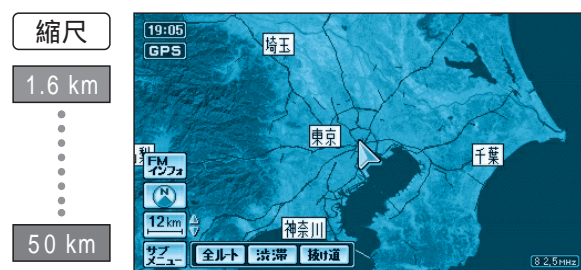 縮尺
1.6 km
50 km
19:05
GPS
埼玉
東京
千葉
梨
FM
インフォ
N
12km
神奈川
サブ
メニュー
全ルート
渋滞
抜け道
82.5MHz